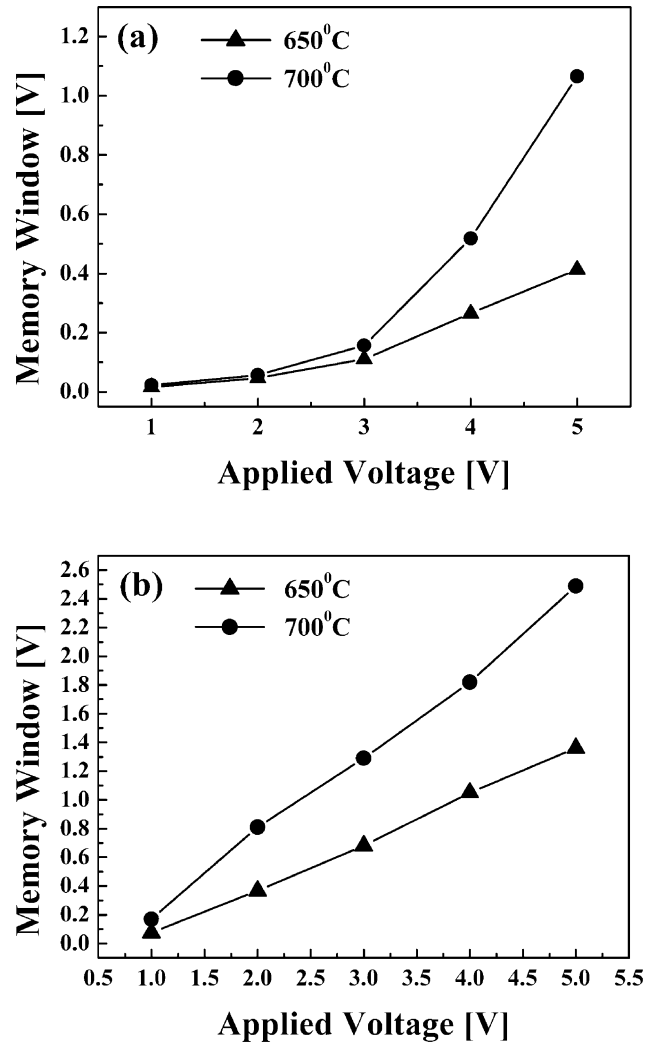 (a)
650⁰C
700⁰C
1.2
1.0
0.8
0.6
0.4
0.2
0.0
Memory Window [V]
1 2 3 4 5
Applied Voltage [V]
(b)
650⁰C
700⁰C
2.6
2.4
2.2
2.0
1.8
1.6
1.4
1.2
1.0
0.8
0.6
0.4
0.2
0.0
Memory Window [V]
0.5 1.0 1.5 2.0 2.5 3.0 3.5 4.0 4.5 5.0 5.5
Applied Voltage [V]